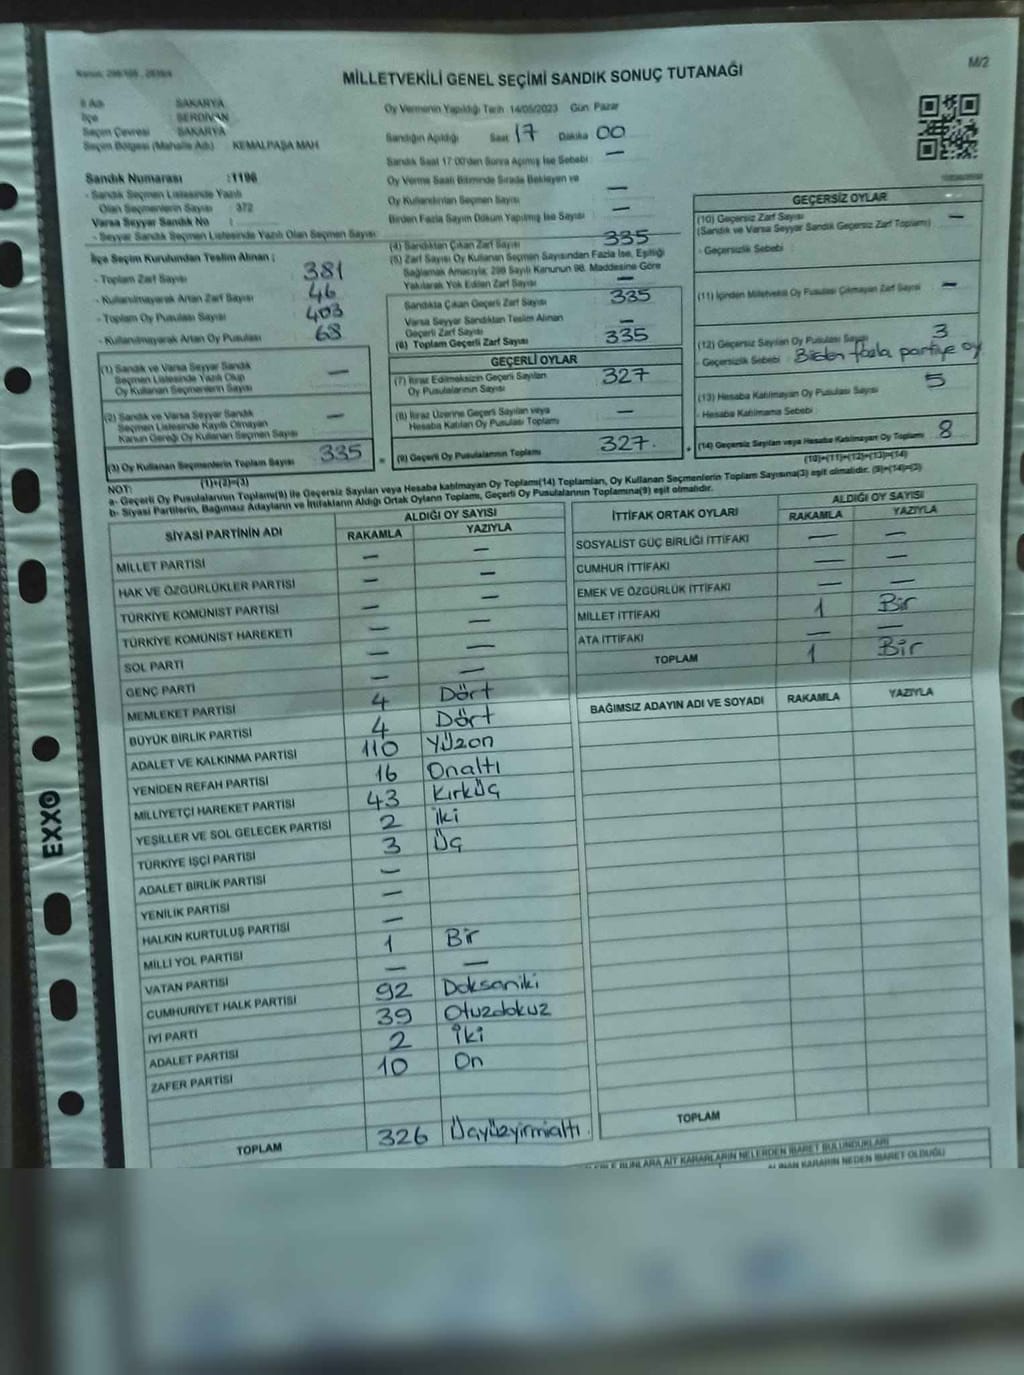 MİLLETVEKİLİ GENEL SEÇİMİ SANDIK SONUÇ TUTANAĞI
M/2
İl Adı : SAKARYA
İlçe : SERDİVAN
Seçim Çevresi : SAKARYA
Seçim Bölgesi (Mahalle Adı) : KEMALPAŞA MAH
Sandık Numarası : 1196
- Sandık Seçmen Listesinde Yazılı
Olan Seçmenlerin Sayısı : 372
Varsa Seyyar Sandık No :
- Seyyar Sandık Seçmen Listesinde Yazılı Olan Seçmen Sayısı
Oy Vermenin Yapıldığı Tarih 14/05/2023 Gün Pazar
Sandığın Açıldığı Saat 17 Dakika 00
Sandık Saat 17:00'den Sonra Açılmış İse Sebebi —
Oy Verme Saati Bitiminde Sırada Bekleyen ve
Oy Kullandırılan Seçmen Sayısı —
Birden Fazla Sayım Döküm Yapılmış İse Sayısı —
İlçe Seçim Kurulundan Teslim Alınan ;
- Toplam Zarf Sayısı 381
- Kullanılmayarak Artan Zarf Sayısı 46
- Toplam Oy Pusulası Sayısı 403
- Kullanılmayarak Artan Oy Pusulası 68
(1) Sandık ve Varsa Seyyar Sandık
Seçmen Listesinde Yazılı Olup
Oy Kullanan Seçmenlerin Sayısı —
(2) Sandık ve Varsa Seyyar Sandık
Seçmen Listesinde Kayıtlı Olmayan
Kanun Gereği Oy Kullanan Seçmen Sayısı —
(3) Oy Kullanan Seçmenlerin Toplam Sayısı 335
(1)+(2)=(3)
(4) Sandıktan Çıkan Zarf Sayısı 335
(5) Zarf Sayısı Oy Kullanan Seçmen Sayısından Fazla İse, Eşitliği
Sağlamak Amacıyla; 298 Sayılı Kanunun 98. Maddesine Göre
Yakılarak Yok Edilen Zarf Sayısı —
Sandıkta Çıkan Geçerli Zarf Sayısı 335
Varsa Seyyar Sandıktan Teslim Alınan
Geçerli Zarf Sayısı —
(6) Toplam Geçerli Zarf Sayısı 335
GEÇERLİ OYLAR
(7) İtiraz Edilmeksizin Geçerli Sayılan
Oy Pusulalarının Sayısı 327
(8) İtiraz Üzerine Geçerli Sayılan veya
Hesaba Katılan Oy Pusulası Toplamı —
= (9) Geçerli Oy Pusulalarının Toplamı 327.
GEÇERSİZ OYLAR
(10) Geçersiz Zarf Sayısı —
(Sandık ve Varsa Seyyar Sandık Geçersiz Zarf Toplamı)
- Geçersizlik Sebebi :
(11) İçinden Milletvekili Oy Pusulası Çıkmayan Zarf Sayısı —
(12) Geçersiz Sayılan Oy Pusulası Sayısı 3
- Geçersizlik Sebebi : Birden fazla partiye oy
(13) Hesaba Katılmayan Oy Pusulası Sayısı 5
- Hesaba Katılmama Sebebi :
+ (14) Geçersiz Sayılan veya Hesaba Katılmayan Oy Toplamı 8
(10)+(11)+(12)+(13)=(14)
NOT:
a- Geçerli Oy Pusulalarının Toplamı(9) ile Geçersiz Sayılan veya Hesaba katılmayan Oy Toplamı(14) Toplamları, Oy Kullanan Seçmenlerin Toplam Sayısına(3) eşit olmalıdır. (9)+(14)=(3)
b- Siyasi Partilerin, Bağımsız Adayların ve İttifakların Aldığı Ortak Oyların Toplamı, Geçerli Oy Pusulalarının Toplamına(9) eşit olmalıdır.
SİYASİ PARTİNİN ADI
ALDIĞI OY SAYISI
RAKAMLA YAZIYLA
MİLLET PARTİSİ — —
HAK VE ÖZGÜRLÜKLER PARTİSİ — —
TÜRKİYE KOMÜNİST PARTİSİ — —
TÜRKİYE KOMÜNİST HAREKETİ — —
SOL PARTİ — —
GENÇ PARTİ — —
MEMLEKET PARTİSİ 4 Dört
BÜYÜK BİRLİK PARTİSİ 4 Dört
ADALET VE KALKINMA PARTİSİ 110 Yüzon
YENİDEN REFAH PARTİSİ 16 Onaltı
MİLLİYETÇİ HAREKET PARTİSİ 43 Kırküç
YEŞİLLER VE SOL GELECEK PARTİSİ 2 İki
TÜRKİYE İŞÇİ PARTİSİ 3 Üç
ADALET BİRLİK PARTİSİ —
YENİLİK PARTİSİ —
HALKIN KURTULUŞ PARTİSİ —
MİLLİ YOL PARTİSİ 1 Bir
VATAN PARTİSİ — —
CUMHURİYET HALK PARTİSİ 92 Doksaniki
İYİ PARTİ 39 Otuzdokuz
ADALET PARTİSİ 2 İki
ZAFER PARTİSİ 10 On
TOPLAM 326 Üçyüzyirmialtı.
İTTİFAK ORTAK OYLARI
ALDIĞI OY SAYISI
RAKAMLA YAZIYLA
SOSYALİST GÜÇ BİRLİĞİ İTTİFAKI — —
CUMHUR İTTİFAKI — —
EMEK VE ÖZGÜRLÜK İTTİFAKI — —
MİLLET İTTİFAKI 1 Bir
ATA İTTİFAKI — —
TOPLAM 1 Bir
BAĞIMSIZ ADAYIN ADI VE SOYADI RAKAMLA YAZIYLA
TOPLAM
BUNLARA AİT KARARLARIN NELERDEN İBARET BULUNDUKLARI
ALINAN KARARIN NEDEN İBARET OLDUĞU
EXXO